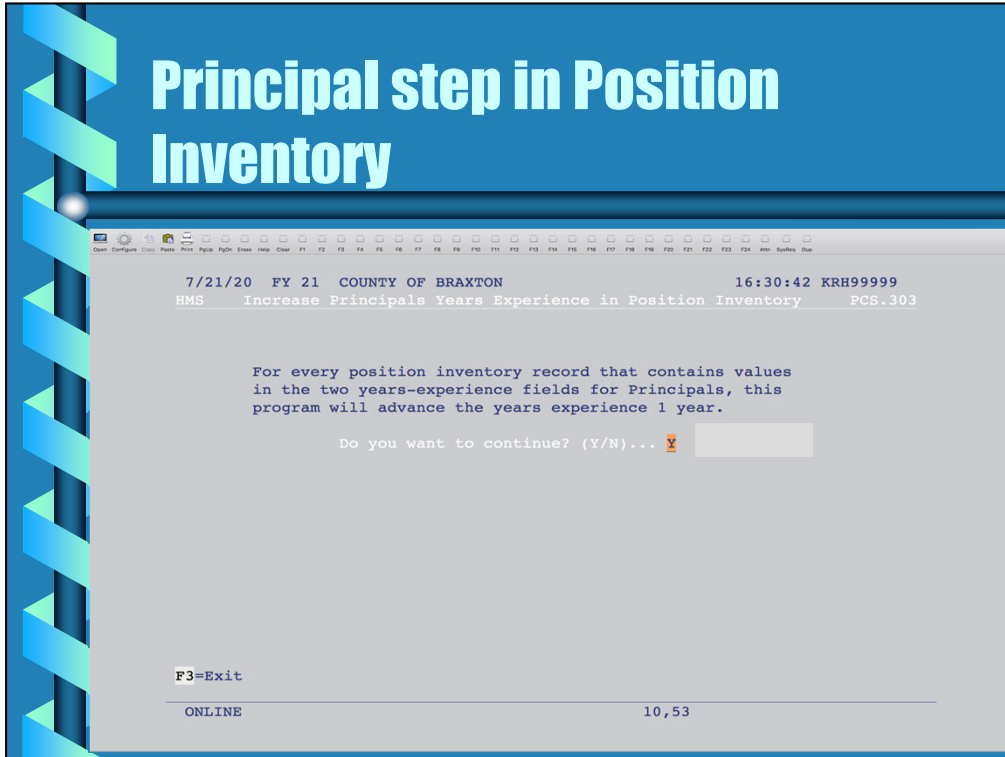 Principal step in Position
Inventory
Open Configure Copy Paste Print PgUp PgDn Erase Help Clear F1 F2 F3 F4 F5 F6 F7 F8 F9 F10 F11 F12 F13 F14 F15 F16 F17 F18 F19 F20 F21 F22 F23 F24 Attn SysReq Dup
7/21/20 FY 21 COUNTY OF BRAXTON 16:30:42 KRH99999
HMS Increase Principals Years Experience in Position Inventory PCS.303
For every position inventory record that contains values
in the two years-experience fields for Principals, this
program will advance the years experience 1 year.
Do you want to continue? (Y/N)... Y
F3=Exit
ONLINE 10,53